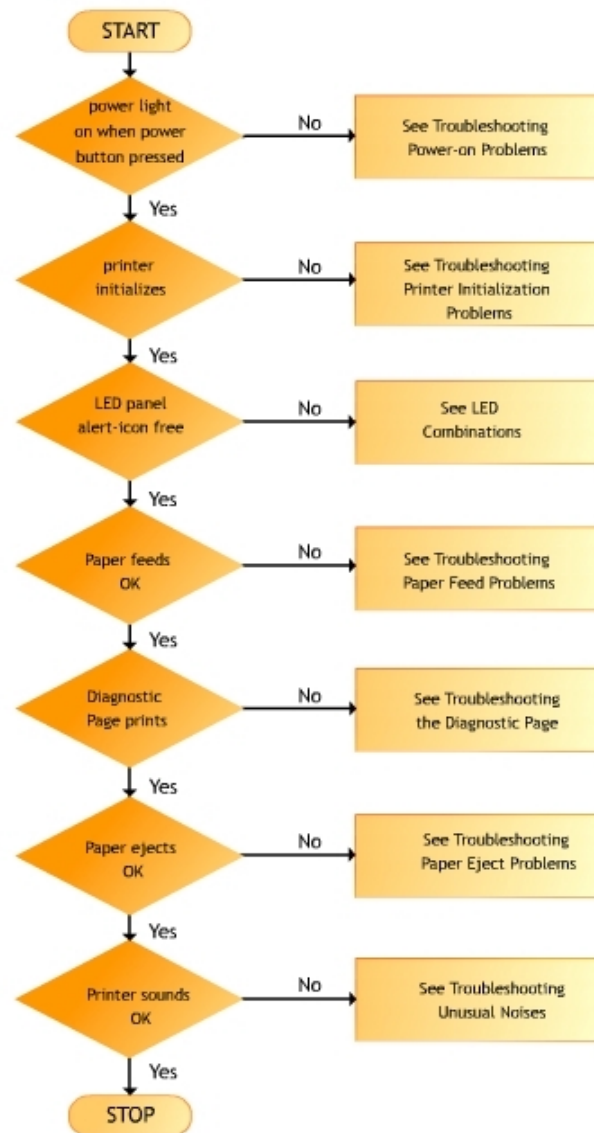 START
power light
on when power
button pressed
No
See Troubleshooting
Power-on Problems
Yes
printer
initializes
No
See Troubleshooting
Printer Initialization
Problems
Yes
LED panel
alert-icon free
No
See LED
Combinations
Yes
Paper feeds
OK
No
See Troubleshooting
Paper Feed Problems
Yes
Diagnostic
Page prints
No
See Troubleshooting
the Diagnostic Page
Yes
Paper ejects
OK
No
See Troubleshooting
Paper Eject Problems
Yes
Printer sounds
OK
No
See Troubleshooting
Unusual Noises
Yes
STOP